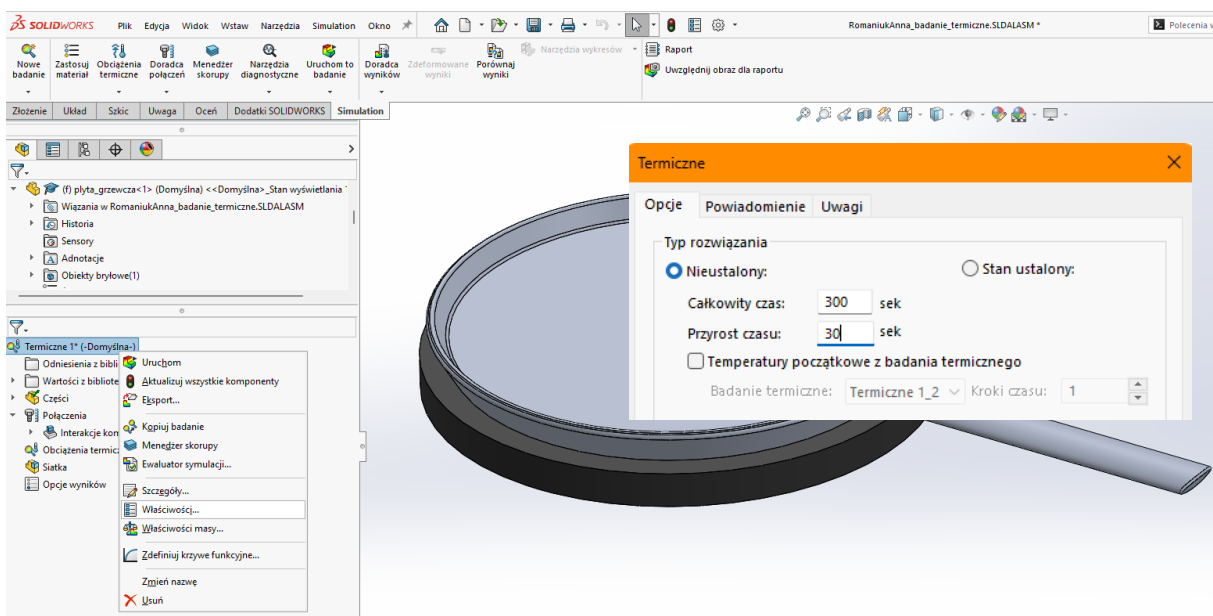 SOLIDWORKS Plik Edycja Widok Wstaw Narzędzia Simulation Okno RomaniukAnna_badanie_termiczne.SLDALASM * Polecenia w
Nowe badanie Zastosuj materiał Obciążenia termiczne Doradca połączeń Menedżer skorupy Narzędzia diagnostyczne Uruchom to badanie Doradca wyników Zdeformowane wyniki Porównaj wyniki Narzędzia wykresów Raport
Uwzględnij obraz dla raportu
Złożenie Układ Szkic Uwaga Oceń Dodatki SOLIDWORKS Simulation
(f) plyta_grzewcza<1> (Domyślna) <<Domyślna>_Stan wyświetlania
Wiązania w RomaniukAnna_badanie_termiczne.SLDALASM
Historia
Sensory
Adnotacje
Obiekty bryłowe(1)
Termiczne 1* (-Domyślna-)
Odniesienia z bibli
Wartości z bibliote
Części
Połączenia
Interakcje kon
Obciążenia termic
Siatka
Opcje wyników
Uruchom
Aktualizuj wszystkie komponenty
Eksport...
Kopiuj badanie
Menedżer skorupy
Ewaluator symulacji...
Szczegóły...
Właściwości...
Właściwości masy...
Zdefiniuj krzywe funkcyjne...
Zmień nazwę
Usuń
Termiczne
Opcje Powiadomienie Uwagi
Typ rozwiązania
Nieustalony: Stan ustalony:
Całkowity czas: 300 sek
Przyrost czasu: 30 sek
Temperatury początkowe z badania termicznego
Badanie termiczne: Termiczne 1_2 Kroki czasu: 1